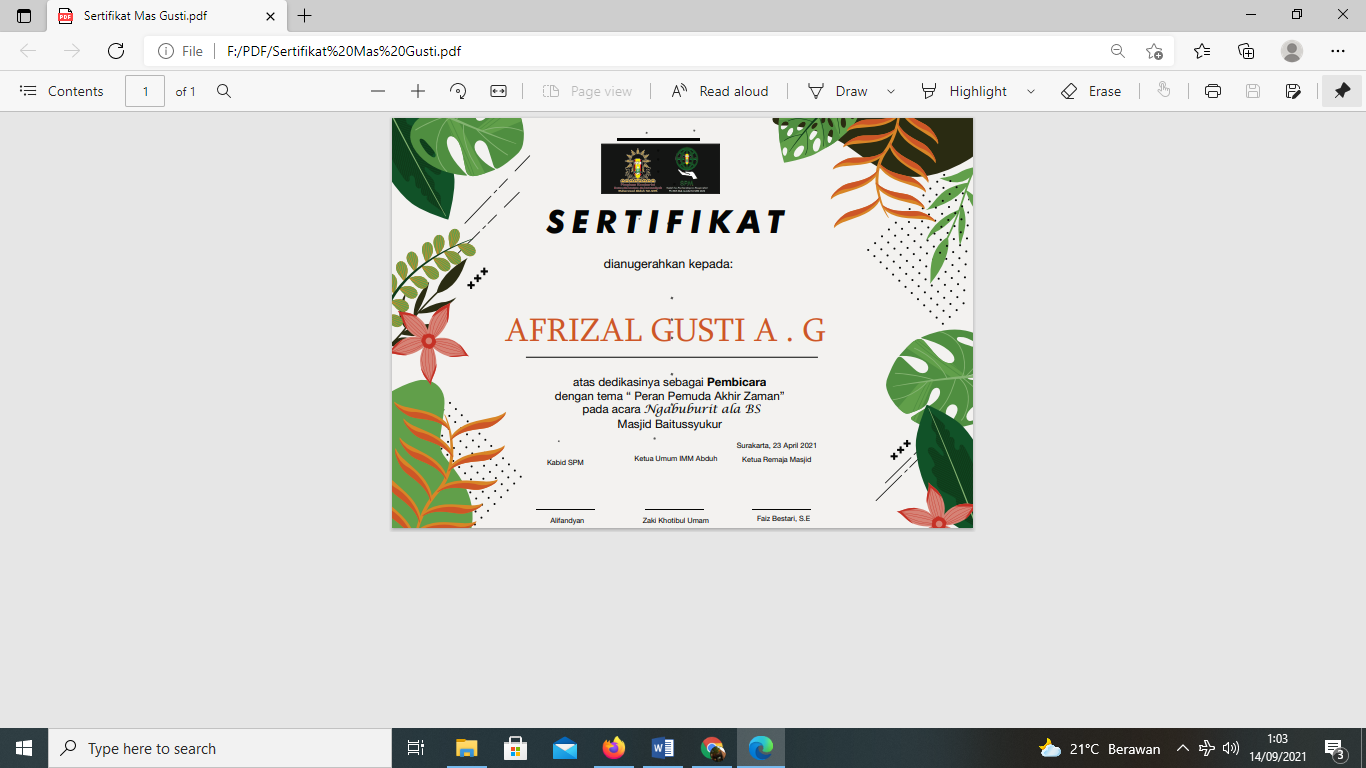 Sertifikat Mas Gusti.pdf
File
F:/PDF/Sertifikat%20Mas%20Gusti.pdf
Contents
1
of 1
Page view
Read aloud
Draw
Highlight
Erase
SERTIFIKAT
dianugerahkan kepada:
AFRIZAL GUSTI A . G
atas dedikasinya sebagai Pembicara
dengan tema “ Peran Pemuda Akhir Zaman”
pada acara Ngabuburit ala BS
Masjid Baitussyukur
Surakarta, 23 April 2021
Kabid SPM
Ketua Umum IMM Abduh
Ketua Remaja Masjid
Alifandyan
Zaki Khotibul Umam
Faiz Bestari, S.E
Type here to search
21°C Berawan
1:03
14/09/2021
3